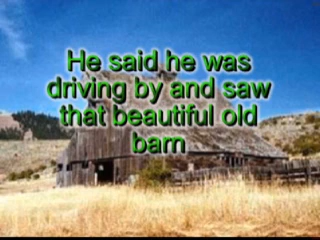 He said he was
driving by and saw
that beautiful old
barn